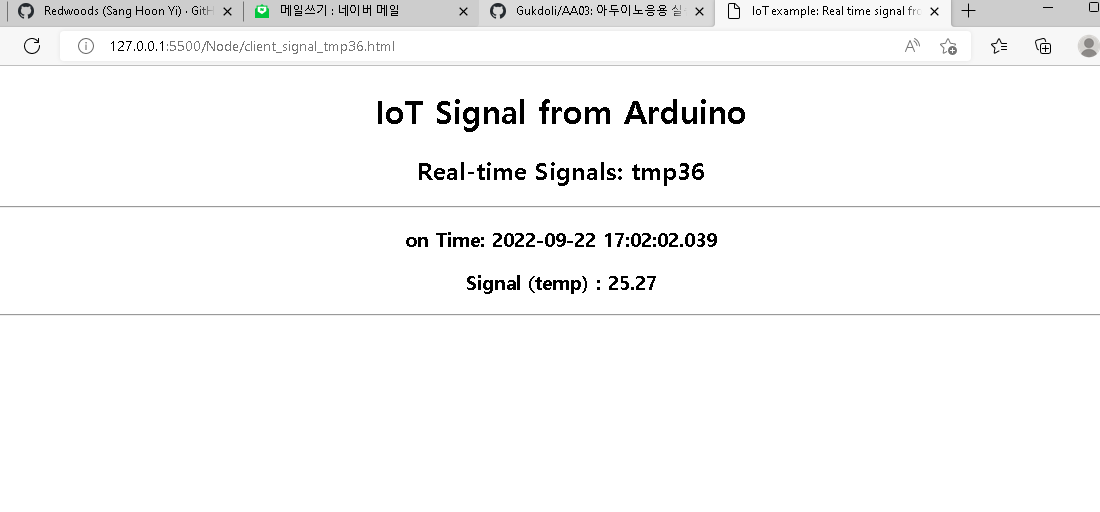 Redwoods (Sang Hoon Yi) · GitH
메일쓰기 : 네이버 메일
Gukdoli/AA03: 아두이노응용 실
IoT example: Real time signal fro
127.0.0.1:5500/Node/client_signal_tmp36.html
IoT Signal from Arduino
Real-time Signals: tmp36
on Time: 2022-09-22 17:02:02.039
Signal (temp) : 25.27